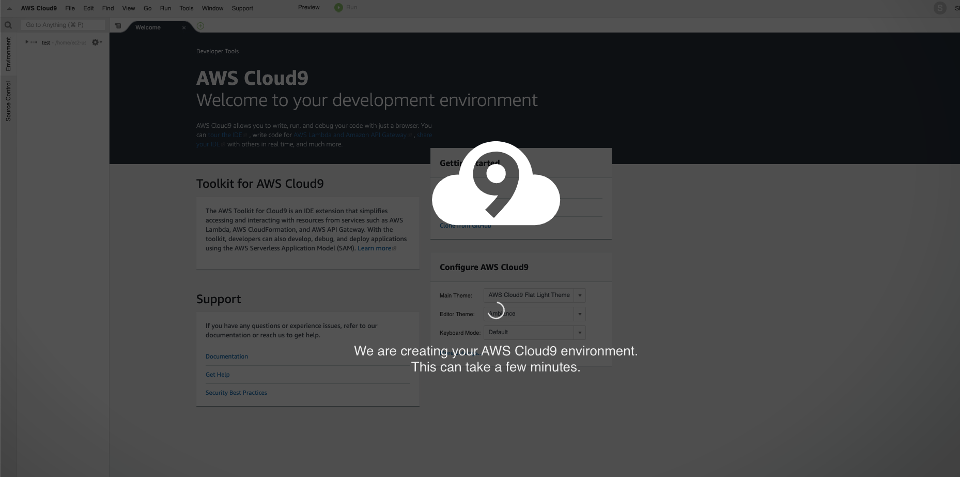 AWS Cloud9 File Edit Find View Go Run Tools Window Support Preview Run
Go to Anything (⌘ P)
Welcome
Environment
Source Control
Developer Tools
AWS Cloud9
Welcome to your development environment
AWS Cloud9 allows you to write, run, and debug your code with just a browser. You
can , write code for
with others in real time, and much more.
Toolkit for AWS Cloud9
The AWS Toolkit for Cloud9 is an IDE extension that simplifies
accessing and interacting with resources from services such as AWS
Lambda, AWS CloudFormation, and AWS API Gateway. With the
toolkit, developers can also develop, debug, and deploy applications
using the AWS Serverless Application Model (SAM). Learn more
Getting started
9
Clone from GitHub
Configure AWS Cloud9
Main Theme: AWS Cloud9 Flat Light Theme
Editor Theme:
Keyboard Mode: Default
Support
If you have any questions or experience issues, refer to our
documentation or reach us to get help.
Documentation
Get Help
Security Best Practices
We are creating your AWS Cloud9 environment.
This can take a few minutes.